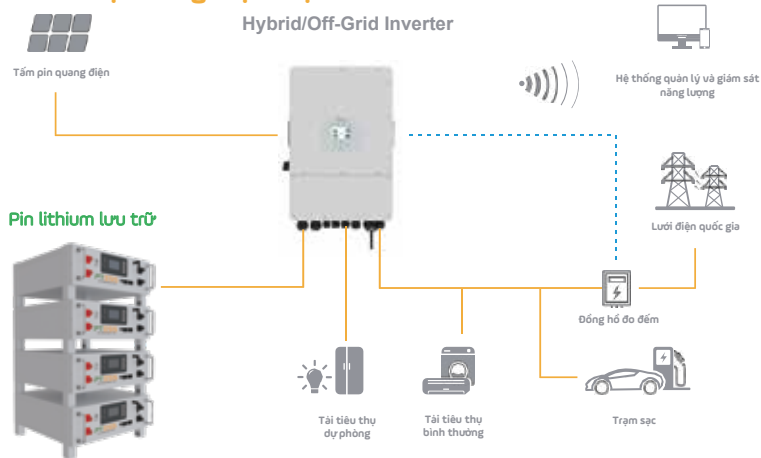 Hybrid/Off-Grid Inverter
Tấm pin quang điện
Hệ thống quản lý và giám sát
năng lượng
Pin lithium lưu trữ
Lưới điện quốc gia
Đồng hồ đo đếm
Tải tiêu thụ
dự phòng
Tải tiêu thụ
bình thường
Trạm sạc